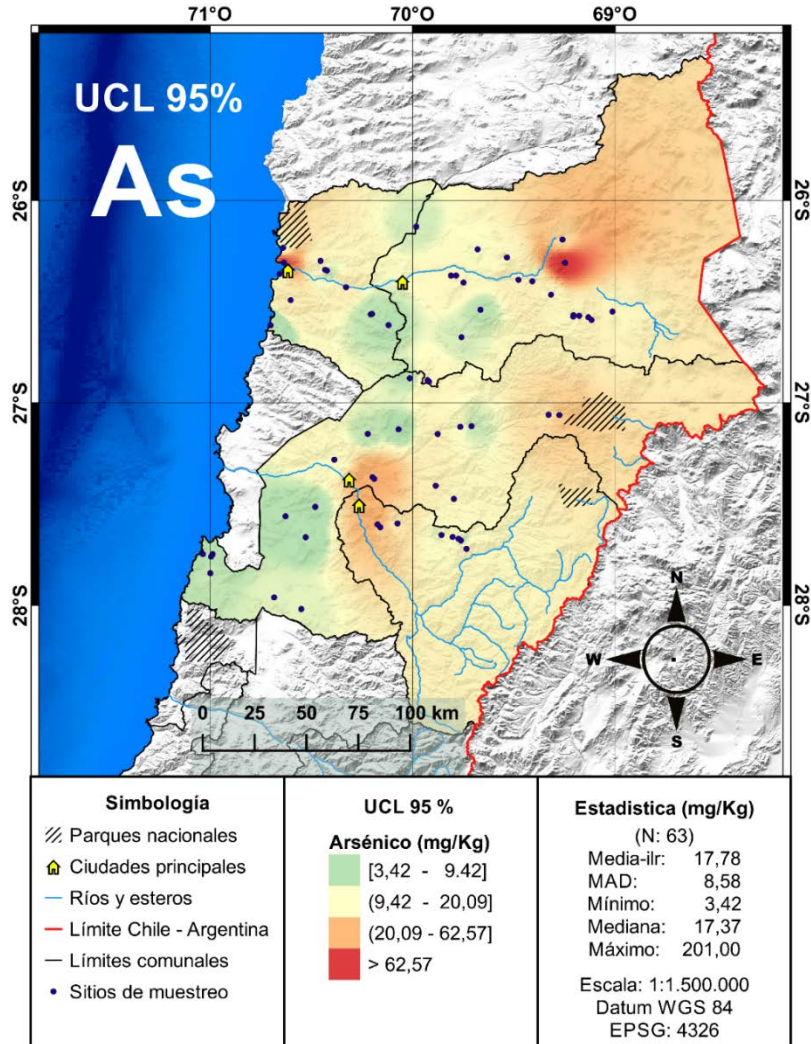 71°O 70°O 69°O
UCL 95%
As
26°S 26°S
27°S 27°S
28°S 28°S
N
W E
S
0 25 50 75 100 km
Simbología
Parques nacionales
Ciudades principales
Ríos y esteros
Límite Chile - Argentina
Límites comunales
Sitios de muestreo
UCL 95 %
Arsénico (mg/Kg)
[3,42 - 9.42]
(9,42 - 20,09]
(20,09 - 62,57]
> 62,57
Estadistica (mg/Kg)
(N: 63)
Media-ilr: 17,78
MAD: 8,58
Mínimo: 3,42
Mediana: 17,37
Máximo: 201,00
Escala: 1:1.500.000
Datum WGS 84
EPSG: 4326